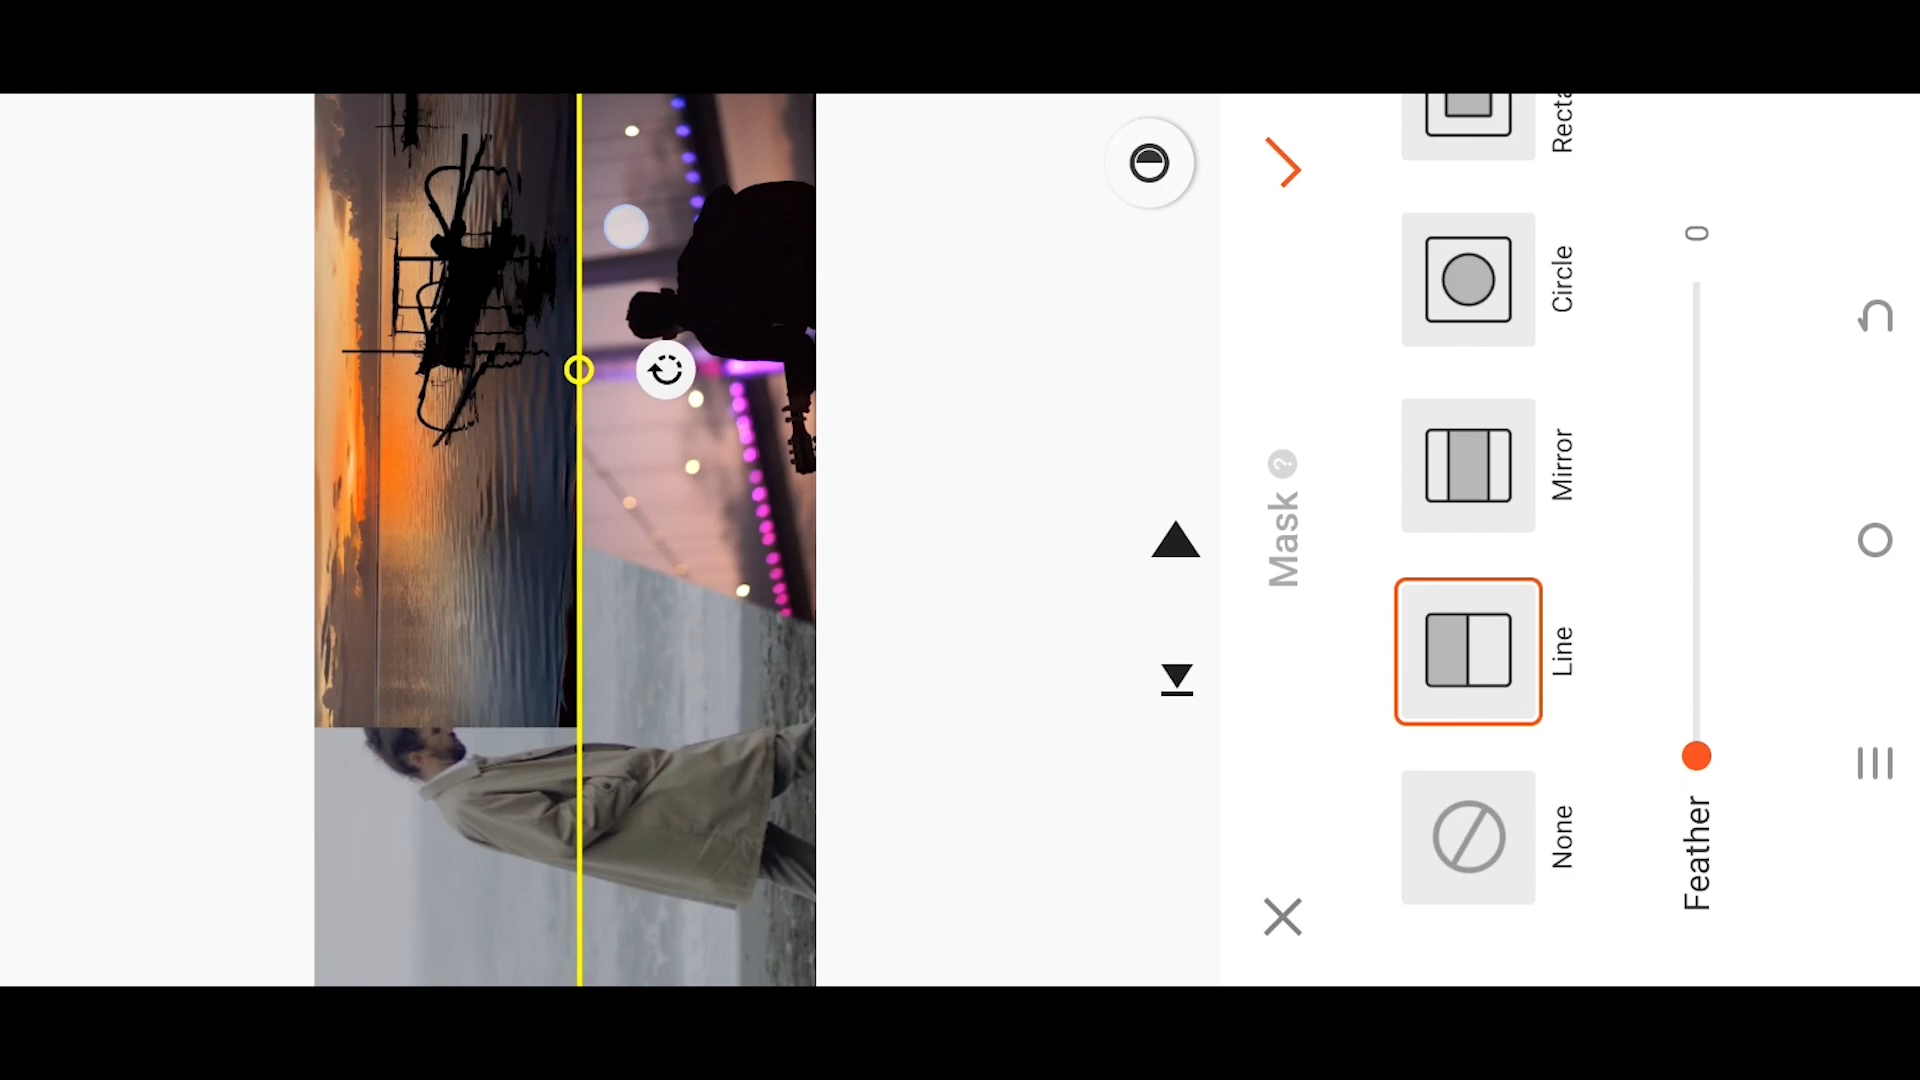 Mask ?
None
Line
Mirror
Circle
Recta
Feather
0